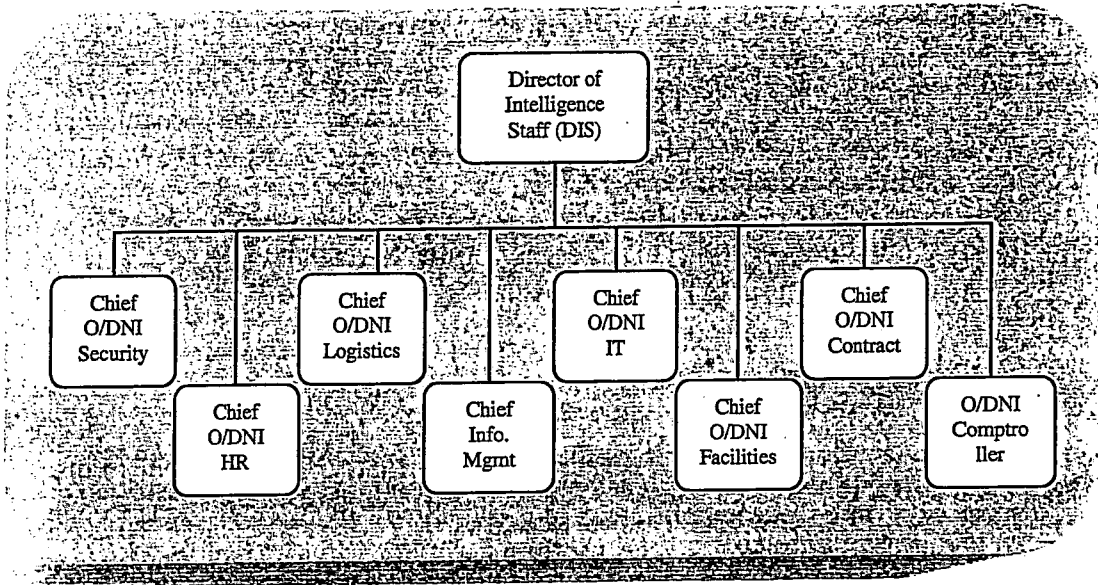 Director of
Intelligence
Staff (DIS)
Chief
O/DNI
Security
Chief
O/DNI
HR
Chief
O/DNI
Logistics
Chief
Info.
Mgmt
Chief
O/DNI
IT
Chief
O/DNI
Facilities
Chief
O/DNI
Contract
O/DNI
Comptro
ller